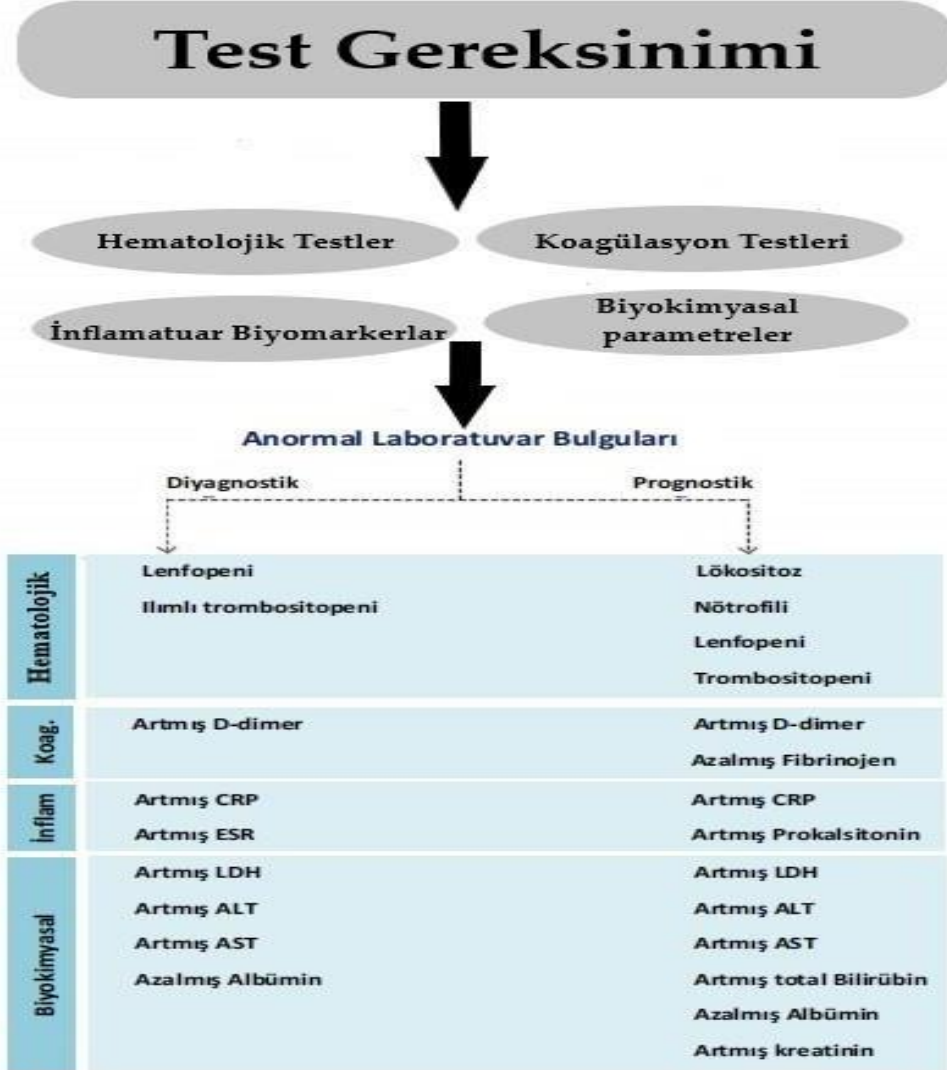 Test Gereksinimi
Hematolojik Testler
Koagülasyon Testleri
İnflamatuar Biyomarkerlar
Biyokimyasal
parametreler
Anormal Laboratuvar Bulguları
Diyagnostik
Prognostik
Hematolojik
Lenfopeni
Ilımlı trombositopeni
Lökositoz
Nötrofili
Lenfopeni
Trombositopeni
Koag.
Artmış D-dimer
Artmış D-dimer
Azalmış Fibrinojen
İnflam
Artmış CRP
Artmış ESR
Artmış CRP
Artmış Prokalsitonin
Biyokimyasal
Artmış LDH
Artmış ALT
Artmış AST
Azalmış Albümin
Artmış LDH
Artmış ALT
Artmış AST
Artmış total Bilirübin
Azalmış Albümin
Artmış kreatinin